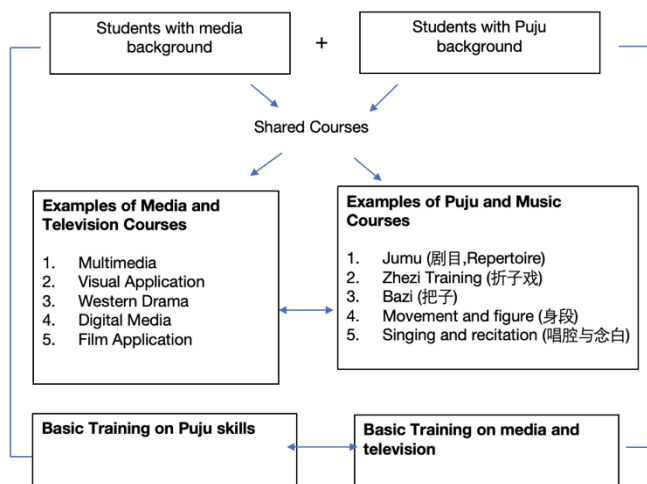 Students with media
background
+
Students with Puju
background
Shared Courses
Examples of Media and
Television Courses
1. Multimedia
2. Visual Application
3. Western Drama
4. Digital Media
5. Film Application
Examples of Puju and Music
Courses
1. Jumu (剧目,Repertoire)
2. Zhezi Training (折子戏)
3. Bazi (把子)
4. Movement and figure (身段)
5. Singing and recitation (唱腔与念白)
Basic Training on Puju skills
Basic Training on media and
television